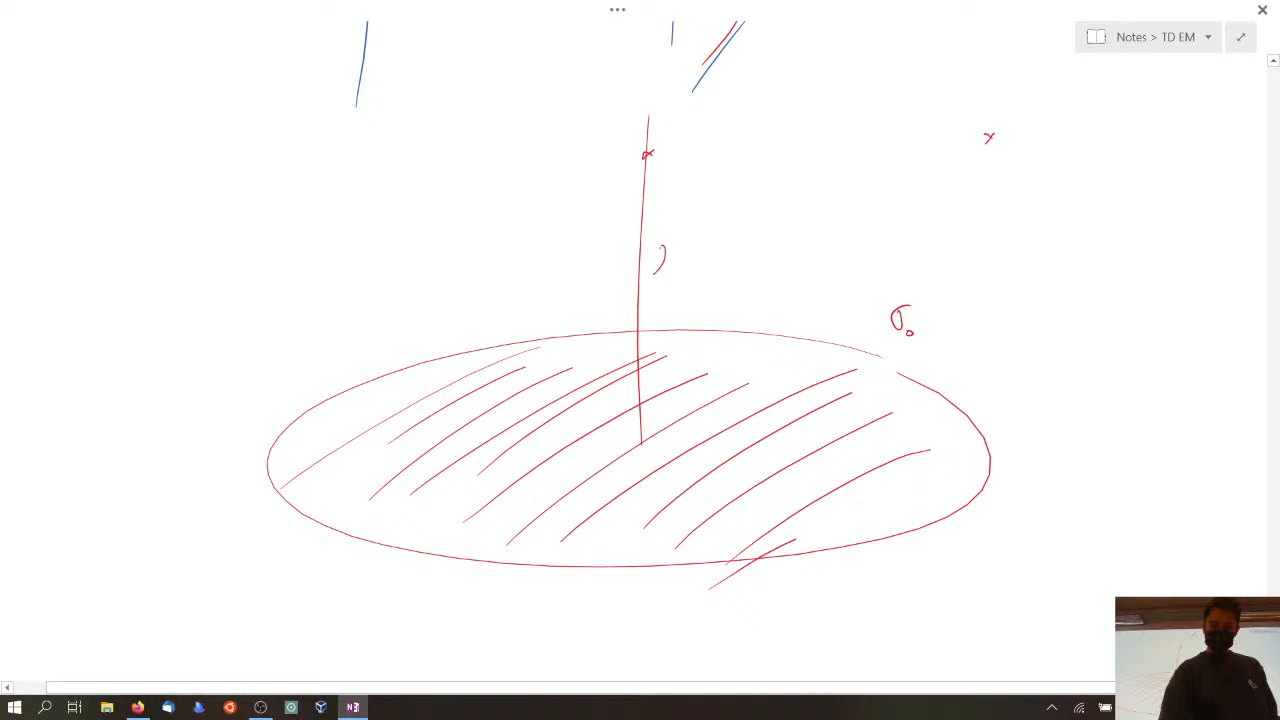 Notes > TD EM
x
σ₀